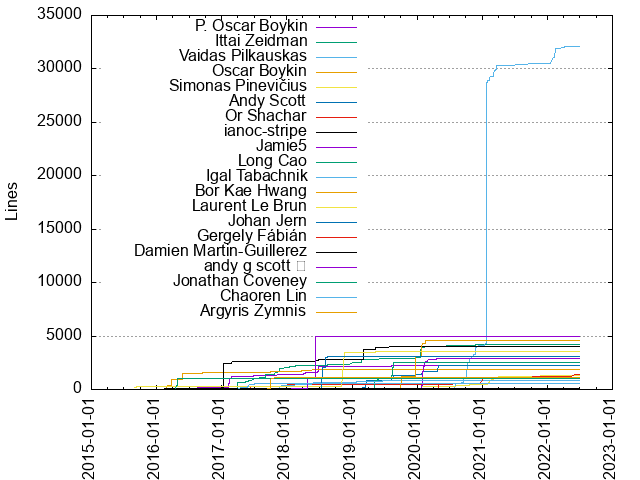 35000
30000
25000
20000
15000
10000
5000
0
Lines
P. Oscar Boykin
Ittai Zeidman
Vaidas Pilkauskas
Oscar Boykin
Simonas Pinevičius
Andy Scott
Or Shachar
ianoc-stripe
Jamie5
Long Cao
Igal Tabachnik
Bor Kae Hwang
Laurent Le Brun
Johan Jern
Gergely Fábián
Damien Martin-Guillerez
andy g scott
Jonathan Coveney
Chaoren Lin
Argyris Zymnis
2015-01-01
2016-01-01
2017-01-01
2018-01-01
2019-01-01
2020-01-01
2021-01-01
2022-01-01
2023-01-01